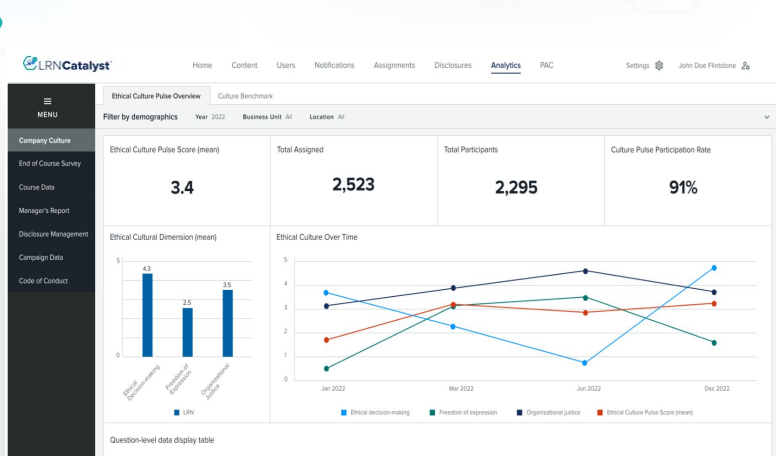 LRNCatalyst
Home Content Users Notifications Assignments Disclosures Analytics PAC Settings John Doe Flintstone
MENU
Company Culture
End of Course Survey
Course Data
Manager's Report
Disclosure Management
Campaign Data
Code of Conduct
Ethical Culture Pulse Overview Culture Benchmark
Filter by demographics Year 2022 Business Unit All Location All
Ethical Culture Pulse Score (mean) Total Assigned Total Participants Culture Pulse Participation Rate
3.4 2,523 2,295 91%
Ethical Cultural Dimension (mean)
5
4.3
2.5
3.5
0
Ethical Decision-making
Freedom of Expression
Organizational Justice
LRN
Ethical Culture Over Time
5
4
3
2
1
0
Jan 2022 Mar 2022 Jun 2022 Dec 2022
Ethical decision-making Freedom of expression Organizational justice Ethical Culture Pulse Score (mean)
Question-level data display table